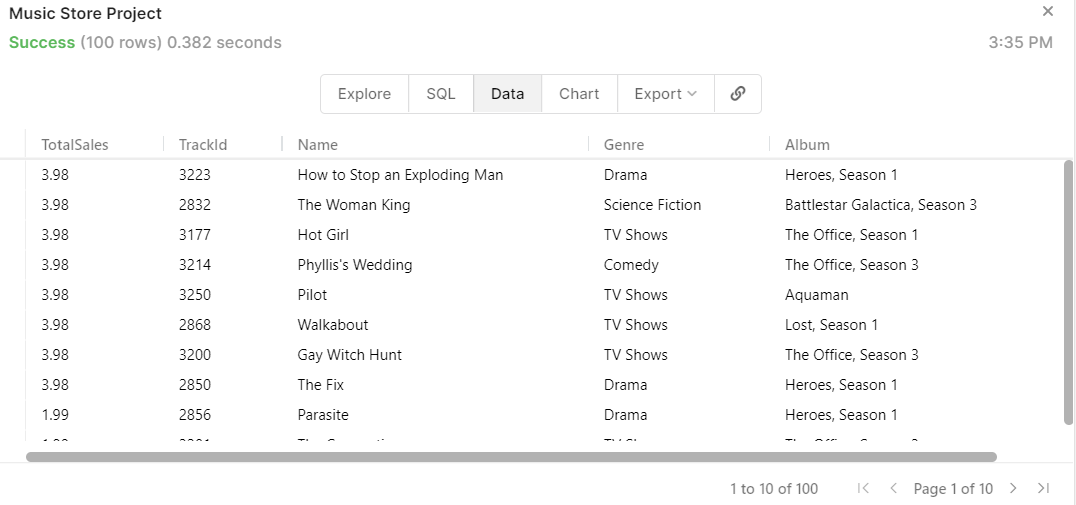 Music Store Project
Success (100 rows) 0.382 seconds
3:35 PM
Explore SQL Data Chart Export
TotalSales TrackId Name Genre Album
3.98 3223 How to Stop an Exploding Man Drama Heroes, Season 1
3.98 2832 The Woman King Science Fiction Battlestar Galactica, Season 3
3.98 3177 Hot Girl TV Shows The Office, Season 1
3.98 3214 Phyllis's Wedding Comedy The Office, Season 3
3.98 3250 Pilot TV Shows Aquaman
3.98 2868 Walkabout TV Shows Lost, Season 1
3.98 3200 Gay Witch Hunt TV Shows The Office, Season 3
3.98 2850 The Fix Drama Heroes, Season 1
1.99 2856 Parasite Drama Heroes, Season 1
1 to 10 of 100 Page 1 of 10